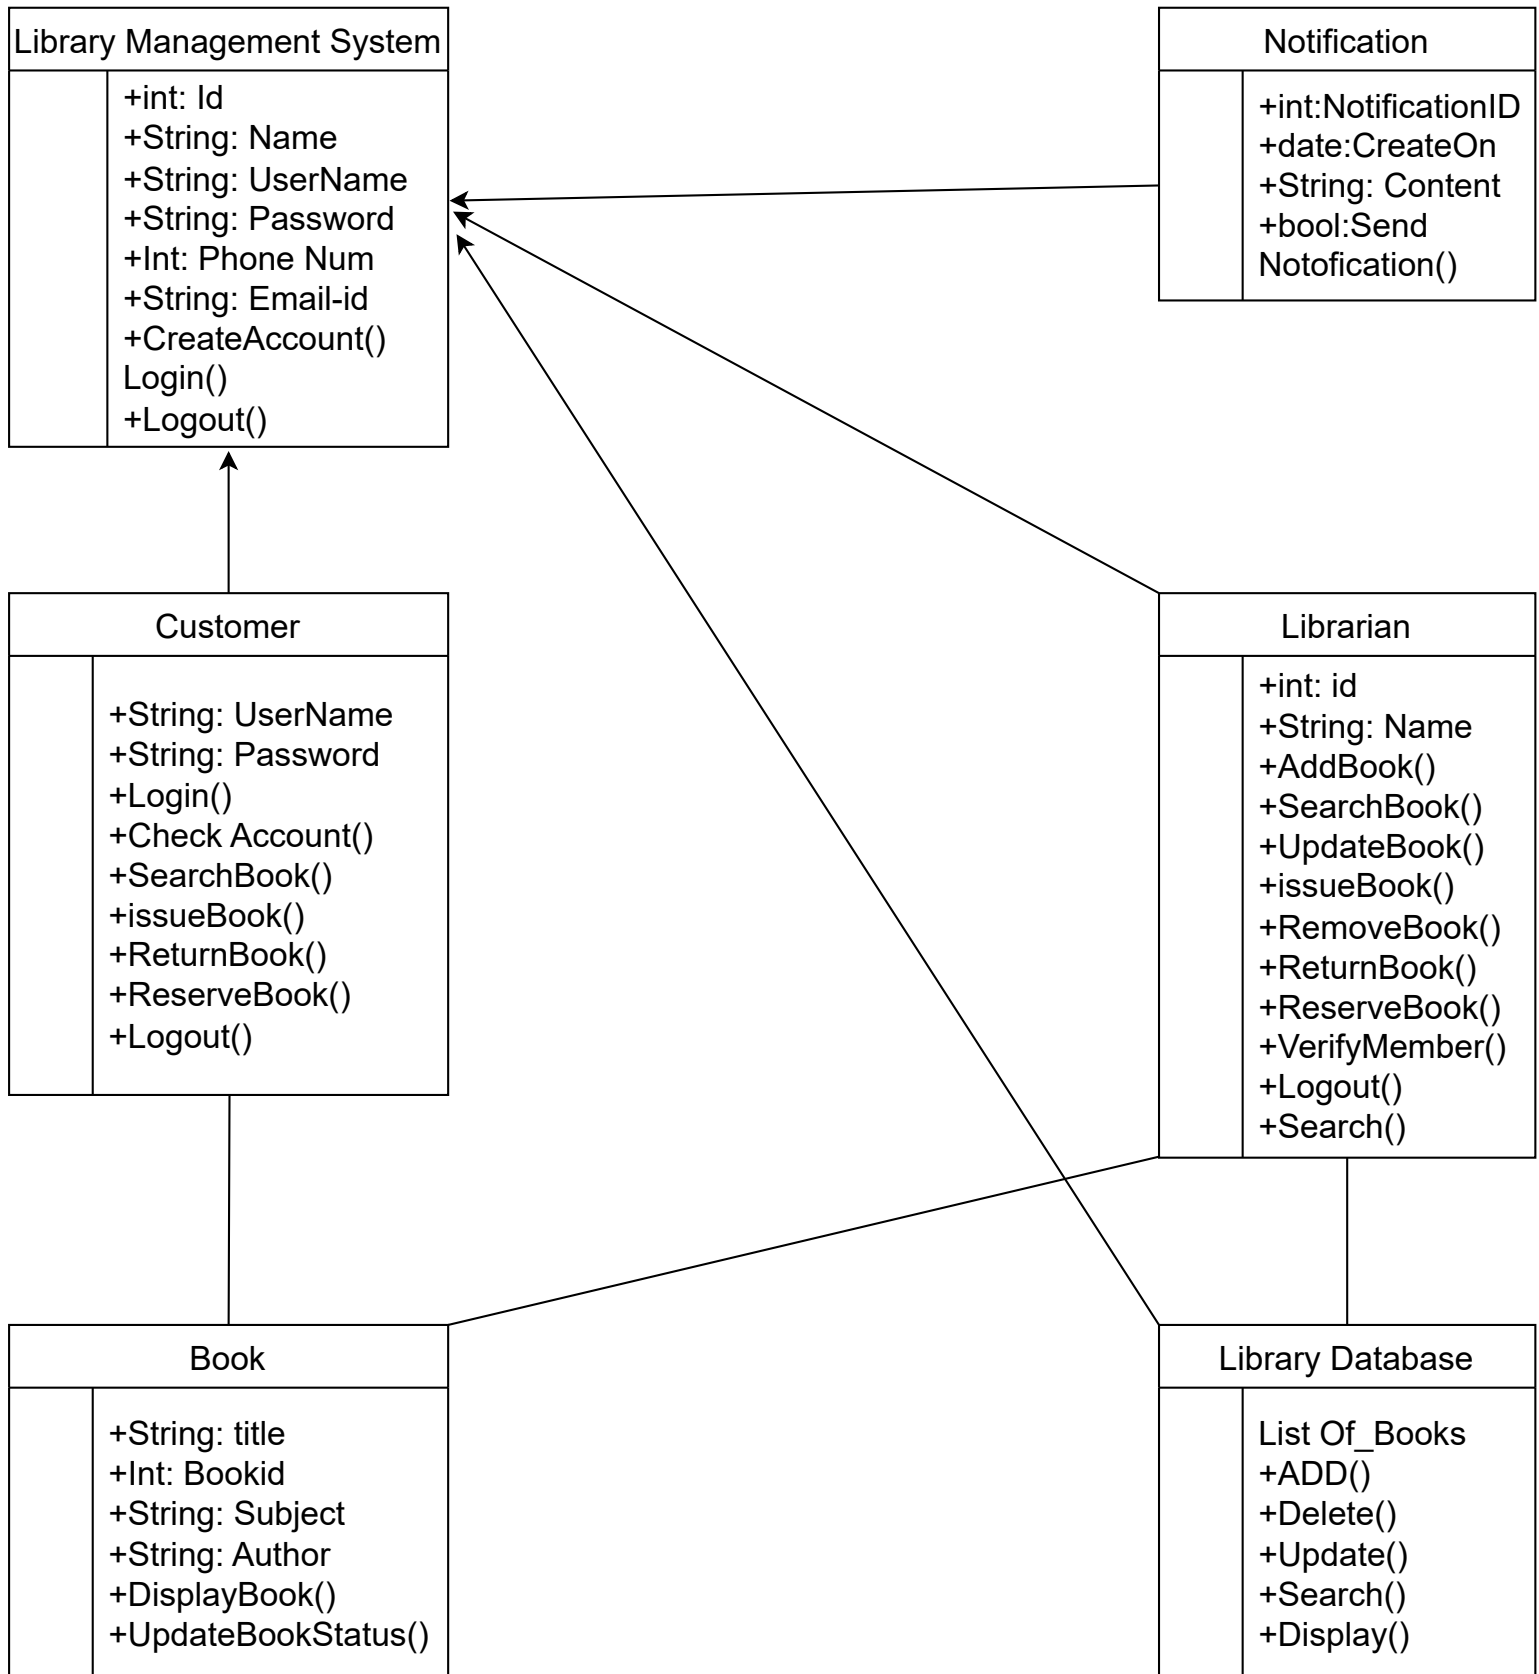 Library Management System
+int: Id
+String: Name
+String: UserName
+String: Password
+Int: Phone Num
+String: Email-id
+CreateAccount()
Login()
+Logout()
Notification
+int:NotificationID
+date:CreateOn
+String: Content
+bool:Send
Notofication()
Customer
+String: UserName
+String: Password
+Login()
+Check Account()
+SearchBook()
+issueBook()
+ReturnBook()
+ReserveBook()
+Logout()
Librarian
+int: id
+String: Name
+AddBook()
+SearchBook()
+UpdateBook()
+issueBook()
+RemoveBook()
+ReturnBook()
+ReserveBook()
+VerifyMember()
+Logout()
+Search()
Book
+String: title
+Int: Bookid
+String: Subject
+String: Author
+DisplayBook()
+UpdateBookStatus()
Library Database
List Of_Books
+ADD()
+Delete()
+Update()
+Search()
+Display()